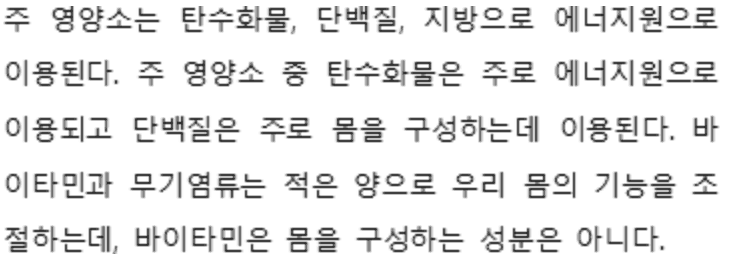 주 영양소는 탄수화물, 단백질, 지방으로 에너지원으로
이용된다. 주 영양소 중 탄수화물은 주로 에너지원으로
이용되고 단백질은 주로 몸을 구성하는데 이용된다. 바
이타민과 무기염류는 적은 양으로 우리 몸의 기능을 조
절하는데, 바이타민은 몸을 구성하는 성분은 아니다.